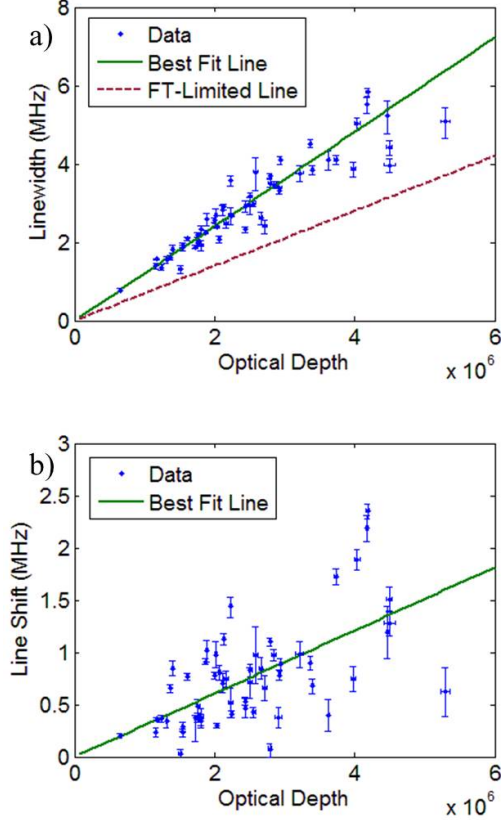 a)
Data
Best Fit Line
FT-Limited Line
8
6
4
2
0
Linewidth (MHz)
0 2 4 6
Optical Depth
x 10^6
b)
Data
Best Fit Line
3
2.5
2
1.5
1
0.5
0
Line Shift (MHz)
0 2 4 6
Optical Depth
x 10^6